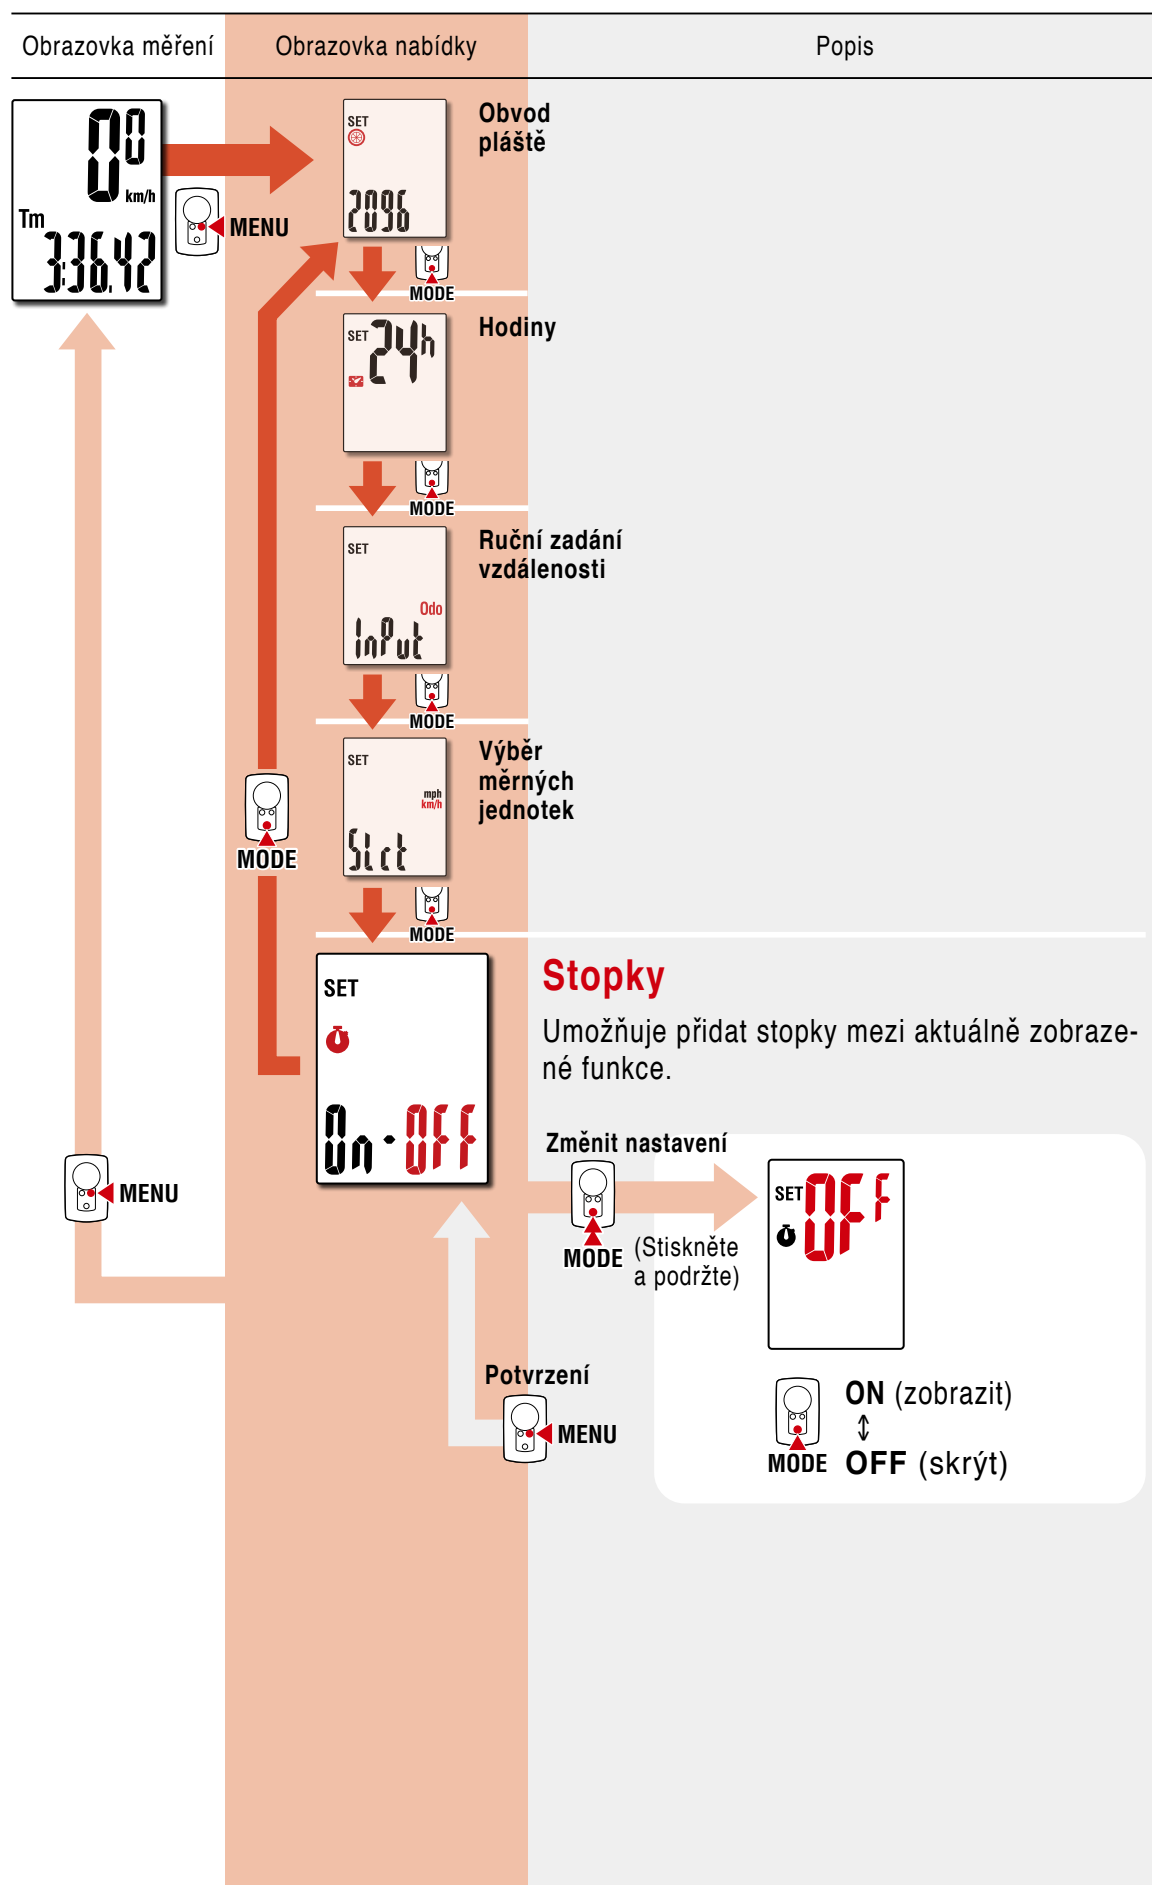 Obrazovka měření
Obrazovka nabídky
Popis
00
km/h
Tm
3:36.42
MENU
SET
2096
Obvod
pláště
MODE
SET
24h
Hodiny
MODE
SET
Odo
InPut
Ruční zadání
vzdálenosti
MODE
SET
mph
km/h
Slct
Výběr
měrných
jednotek
MODE
MODE
SET
On-OFF
Stopky
Umožňuje přidat stopky mezi aktuálně zobraze-
né funkce.
Změnit nastavení
MODE
(Stiskněte
a podržte)
SET
OFF
MENU
Potvrzení
MENU
MODE
ON (zobrazit)
↕
OFF (skrýt)